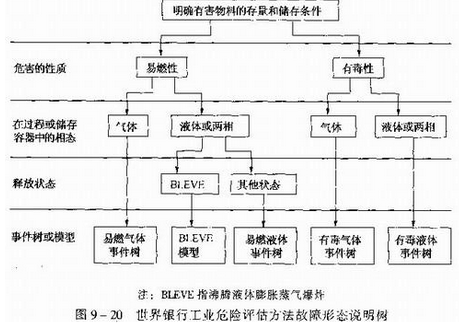 明确有害物料的存量和储存条件
危害的性质
易燃性
有毒性
在过程或储存
容器中的相态
气体
液体或两相
气体
液体或两相
释放状态
BLEVE
其他状态
事件树或模型
易燃气体
事件树
BLEVE
模型
易燃液体
事件树
有毒气体
事件树
有毒液体
事件树
注：BLEVE 指沸腾液体膨胀蒸气爆炸
图 9-20 世界银行工业危险评估方法故障形态说明树